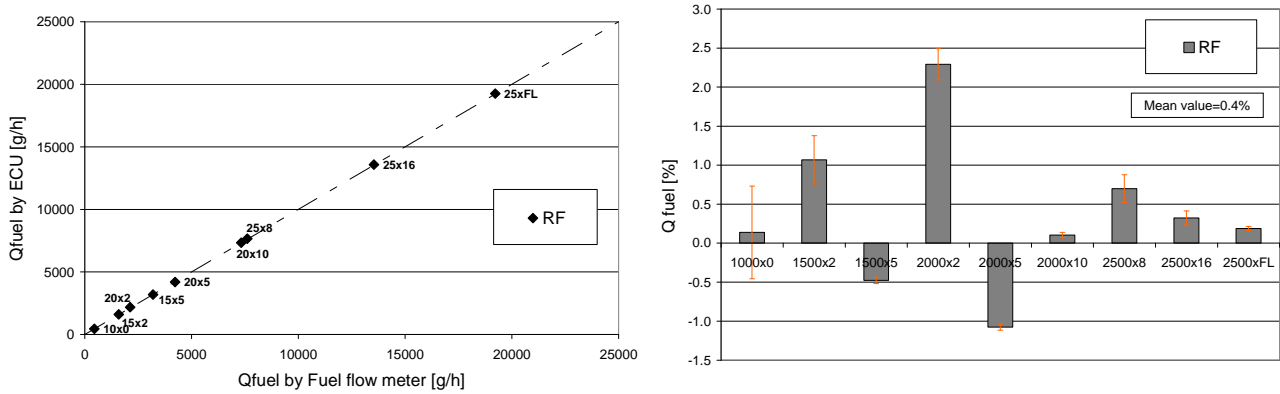 25000
20000
15000
10000
5000
0
Qfuel by ECU [g/h]
25xFL
25x16
25x8
20x10
20x5
20x2
15x5
15x2
10x0
RF
0
5000
10000
15000
20000
25000
Qfuel by Fuel flow meter [g/h]
3.0
2.5
2.0
1.5
1.0
0.5
0.0
-0.5
-1.0
-1.5
Q fuel [%]
RF
Mean value=0.4%
1000x0
1500x2
1500x5
2000x2
2000x5
2000x10
2500x8
2500x16
2500xFL